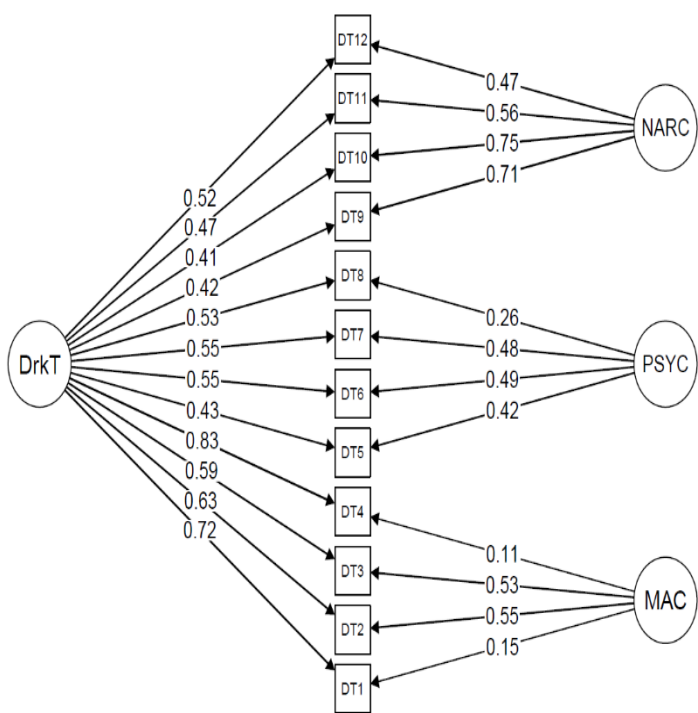 DT12
DT11
DT10
DT9
DT8
DT7
DT6
DT5
DT4
DT3
DT2
DT1
DrkT
0.52
0.47
0.41
0.42
0.53
0.55
0.55
0.43
0.83
0.59
0.63
0.72
0.47
0.56
0.75
0.71
NARC
0.26
0.48
0.49
0.42
PSYC
0.11
0.53
0.55
0.15
MAC